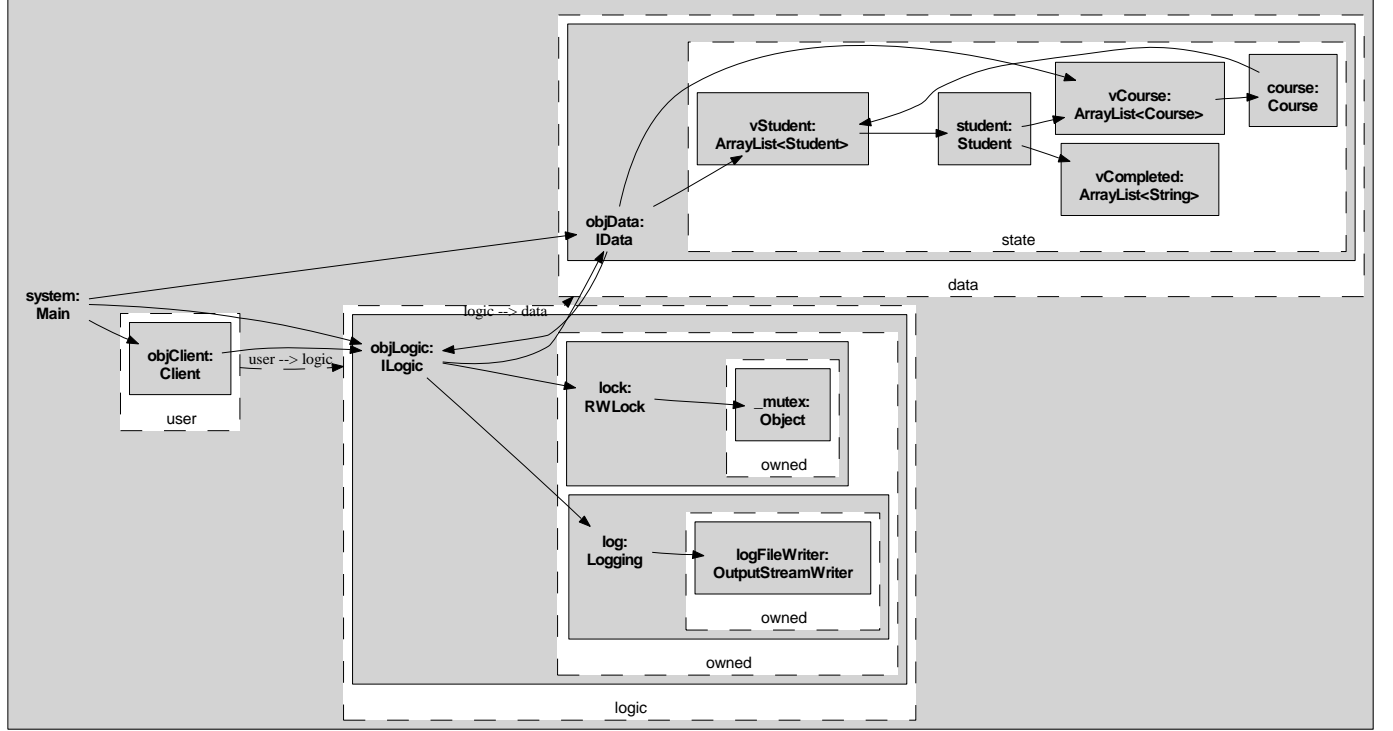 vStudent:
ArrayList<Student>
student:
Student
vCourse:
ArrayList<Course>
course:
Course
vCompleted:
ArrayList<String>
state
objData:
IData
data
system:
Main
logic --> data
objClient:
Client
user
user --> logic
objLogic:
ILogic
lock:
RWLock
_mutex:
Object
owned
log:
Logging
logFileWriter:
OutputStreamWriter
owned
owned
logic